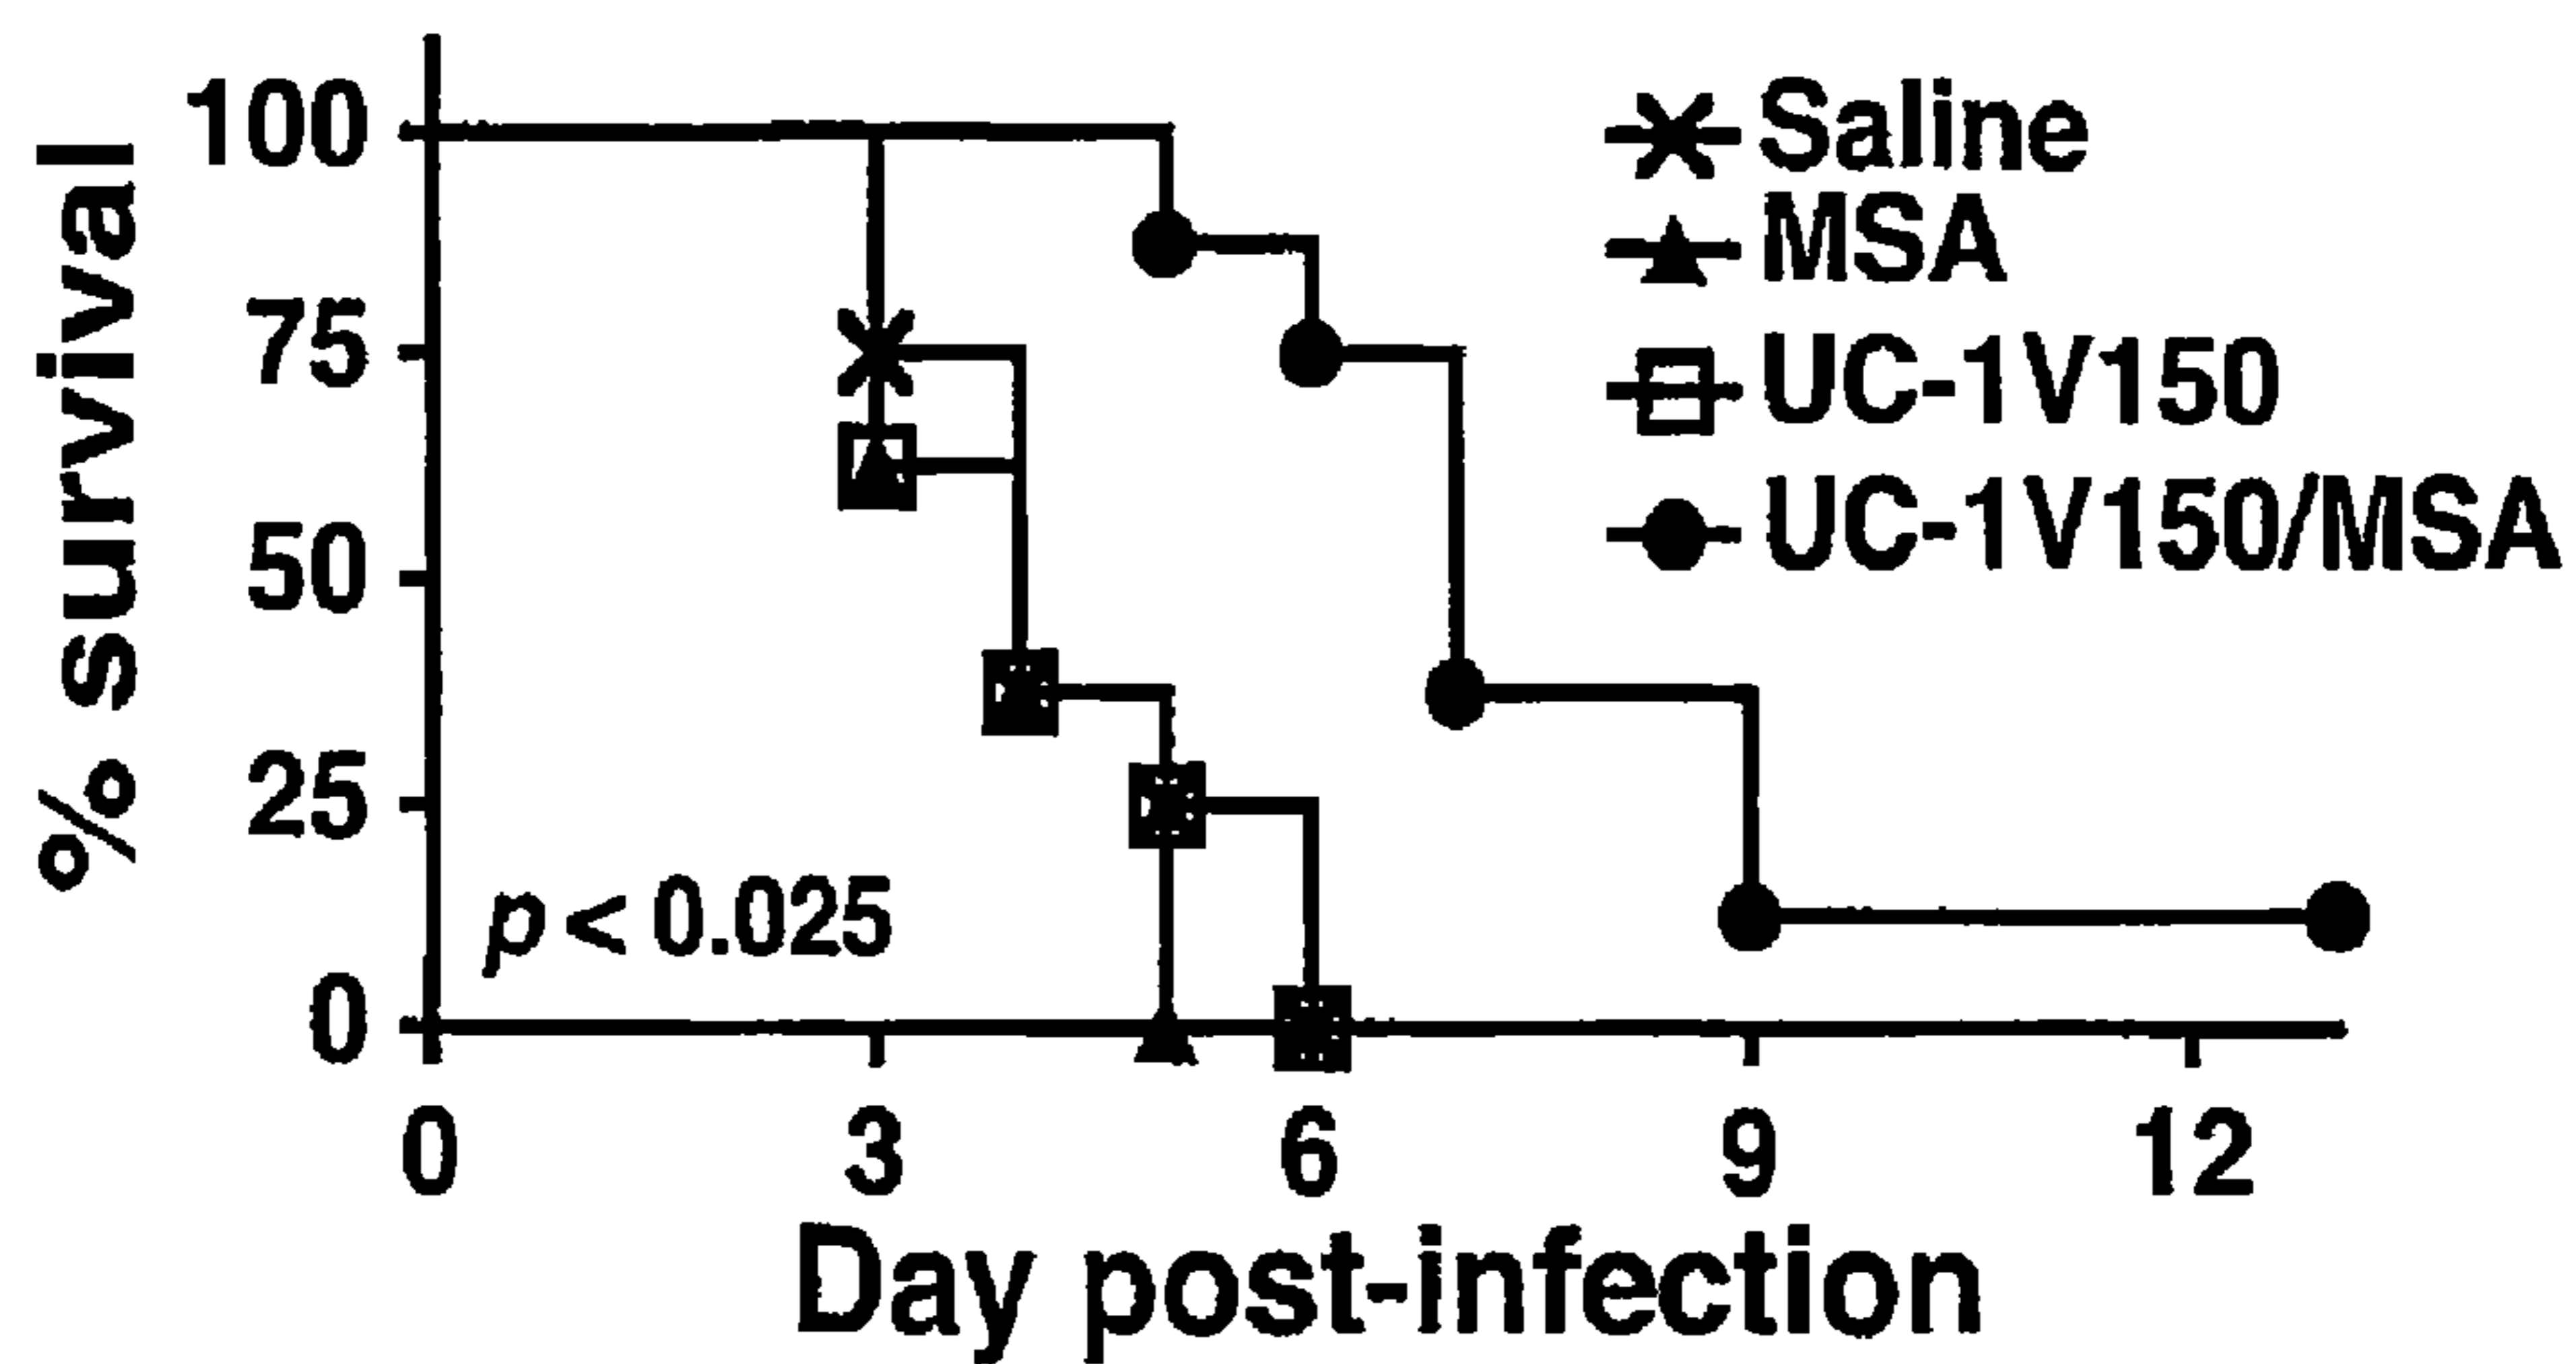 % survival
100
75
50
25
0
p < 0.025
Saline
MSA
UC-1V150
UC-1V150/MSA
0 3 6 9 12
Day post-infection